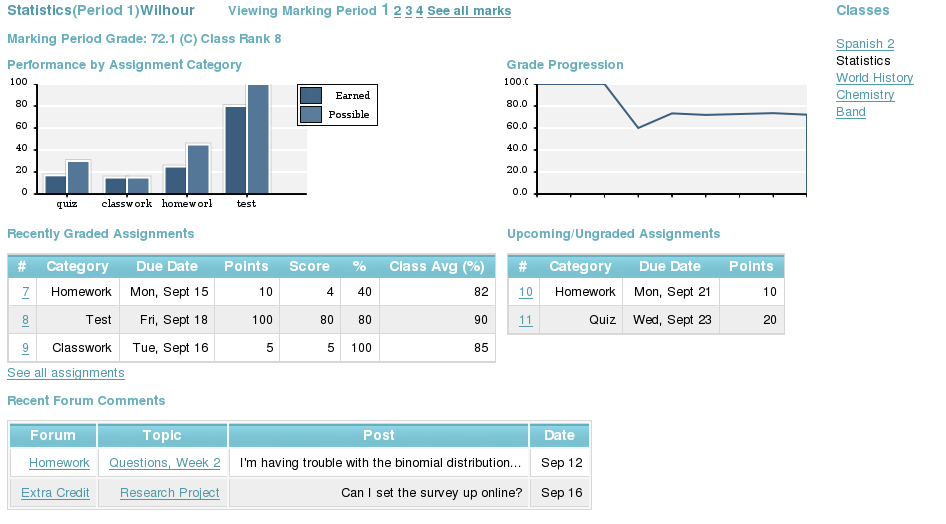 Statistics(Period 1)Wilhour Viewing Marking Period 1 2 3 4 See all marks
Marking Period Grade: 72.1 (C) Class Rank 8
Performance by Assignment Category
100
80
60
40
20
0
quiz classwork homeworl test
Earned
Possible
Grade Progression
100.0
80.0
60.0
40.0
20.0
0.0
Classes
Spanish 2
Statistics
World History
Chemistry
Band
Recently Graded Assignments
# Category Due Date Points Score % Class Avg (%)
7 Homework Mon, Sept 15 10 4 40 82
8 Test Fri, Sept 18 100 80 80 90
9 Classwork Tue, Sept 16 5 5 100 85
See all assignments
Upcoming/Ungraded Assignments
# Category Due Date Points
10 Homework Mon, Sept 21 10
11 Quiz Wed, Sept 23 20
Recent Forum Comments
Forum Topic Post Date
Homework Questions, Week 2 I'm having trouble with the binomial distribution... Sep 12
Extra Credit Research Project Can I set the survey up online? Sep 16